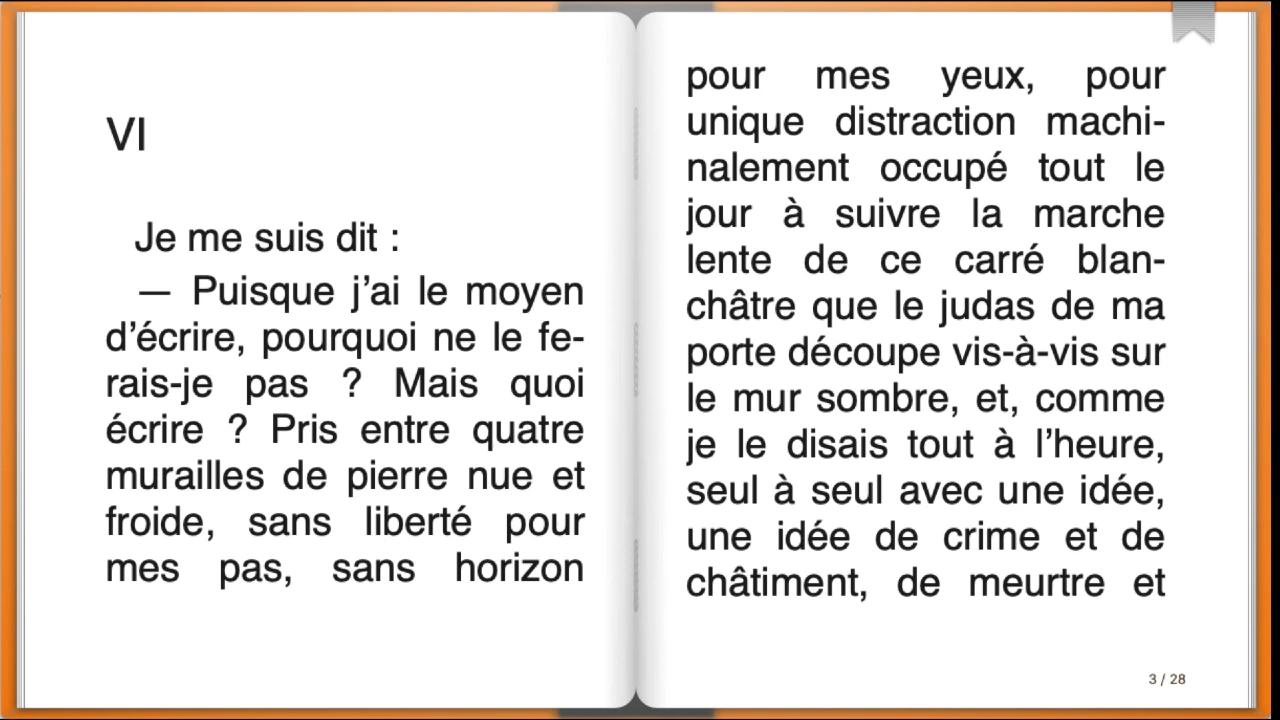 VI
Je me suis dit :
— Puisque j’ai le moyen
d’écrire, pourquoi ne le fe-
rais-je pas ? Mais quoi
écrire ? Pris entre quatre
murailles de pierre nue et
froide, sans liberté pour
mes pas, sans horizon
pour mes yeux, pour
unique distraction machi-
nalement occupé tout le
jour à suivre la marche
lente de ce carré blan-
châtre que le judas de ma
porte découpe vis-à-vis sur
le mur sombre, et, comme
je le disais tout à l’heure,
seul à seul avec une idée,
une idée de crime et de
châtiment, de meurtre et
3 / 28